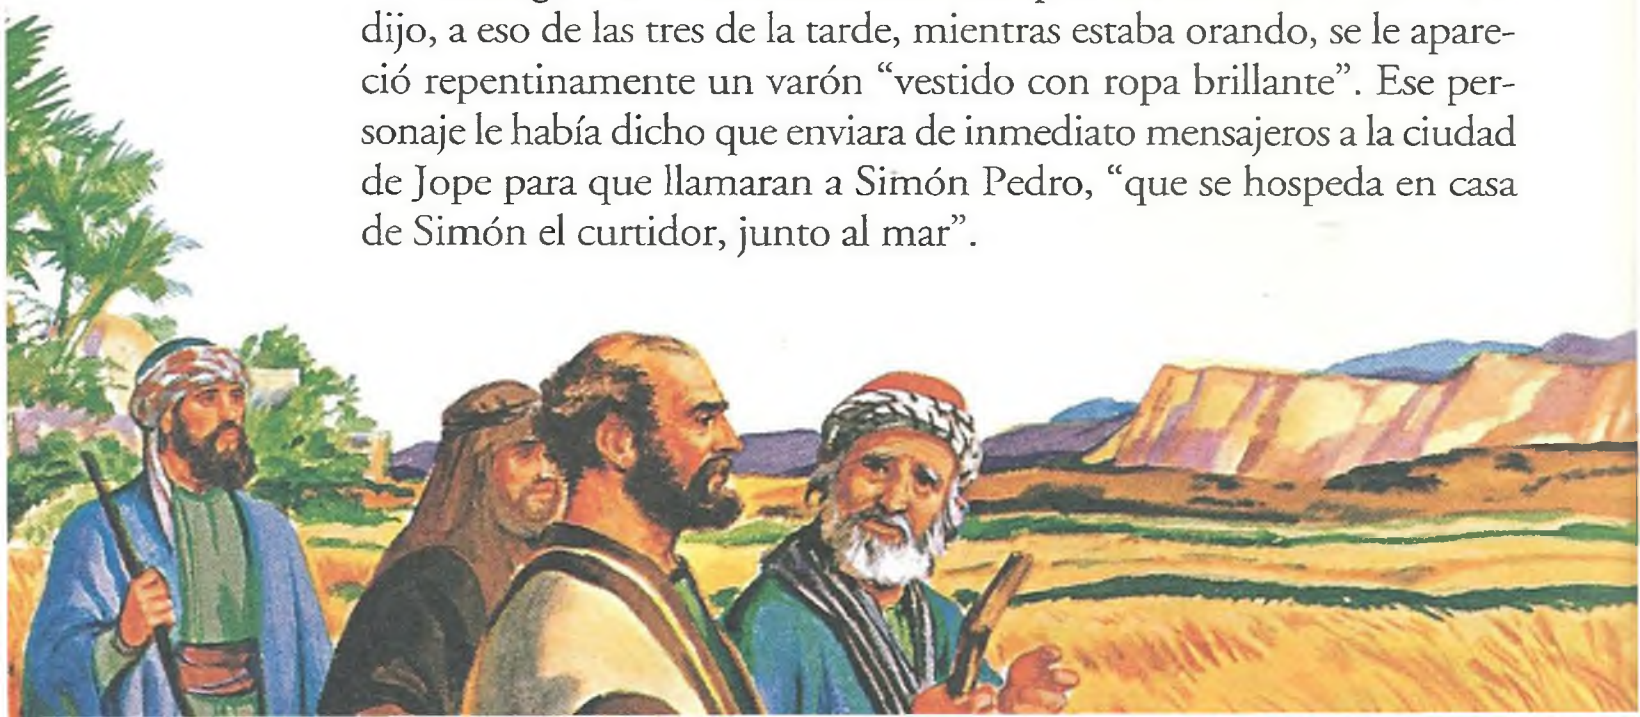 dijo, a eso de las tres de la tarde, mientras estaba orando, se le apare-
ció repentinamente un varón “vestido con ropa brillante”. Ese per-
sonaje le había dicho que enviara de inmediato mensajeros a la ciudad
de Jope para que llamaran a Simón Pedro, “que se hospeda en casa
de Simón el curtidor, junto al mar”.